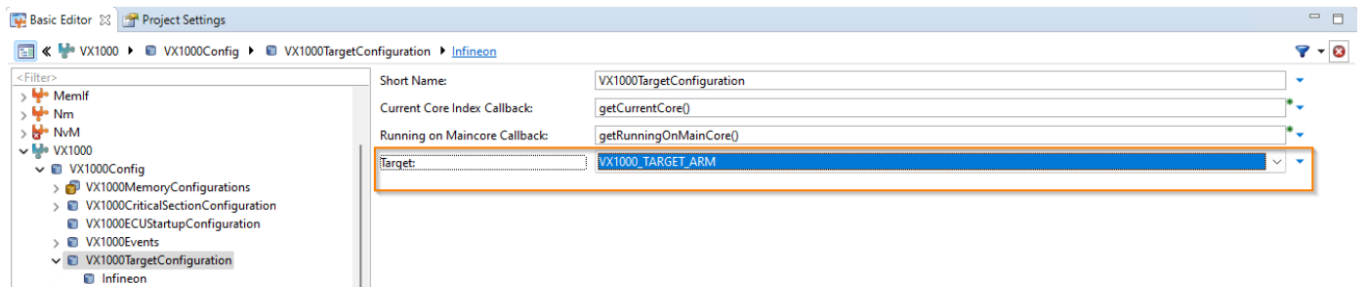 Basic Editor Project Settings
VX1000 VX1000Config VX1000TargetConfiguration Infineon
<Filter>
MemIf
Nm
NvM
VX1000
VX1000Config
VX1000MemoryConfigurations
VX1000CriticalSectionConfiguration
VX1000ECUStartupConfiguration
VX1000Events
VX1000TargetConfiguration
Infineon
Short Name: VX1000TargetConfiguration
Current Core Index Callback: getCurrentCore()
Running on Maincore Callback: getRunningOnMainCore()
Target: VX1000_TARGET_ARM